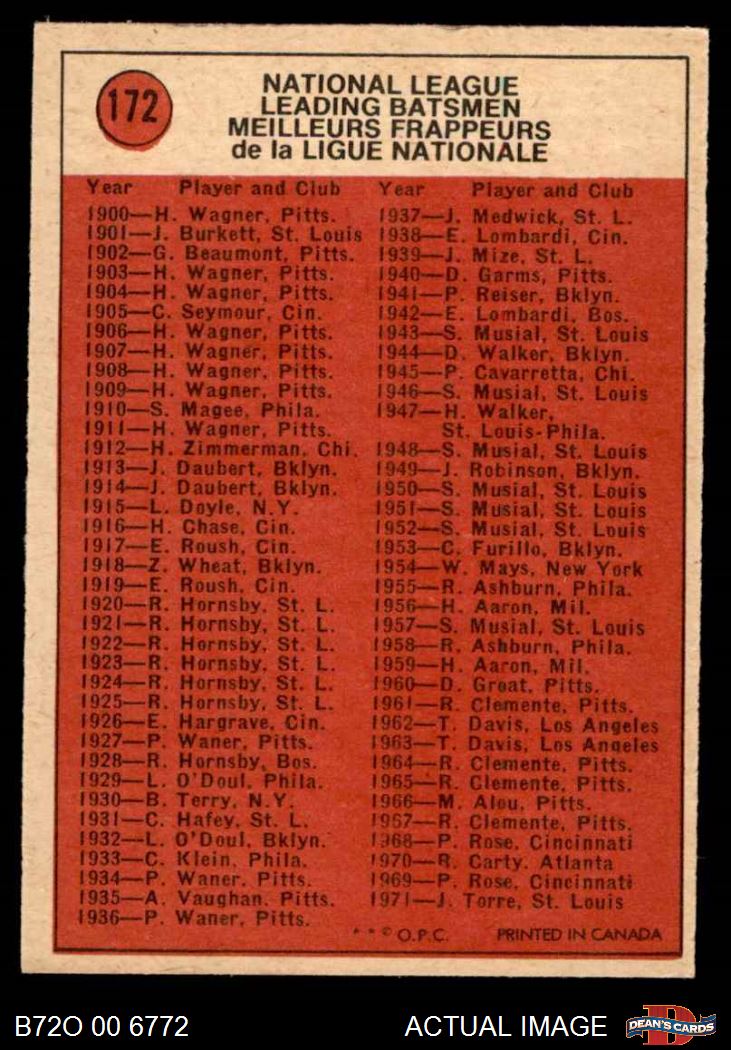 172
NATIONAL LEAGUE
LEADING BATSMEN
MEILLEURS FRAPPEURS
de la LIGUE NATIONALE
Year Player and Club
1900—H. Wagner, Pitts.
1901—J. Burkett, St. Louis
1902—G. Beaumont, Pitts.
1903—H. Wagner, Pitts.
1904—H. Wagner, Pitts.
1905—C. Seymour, Cin.
1906—H. Wagner, Pitts.
1907—H. Wagner, Pitts.
1908—H. Wagner, Pitts.
1909—H. Wagner, Pitts.
1910—S. Magee, Phila.
1911—H. Wagner, Pitts.
1912—H. Zimmerman, Chi.
1913—J. Daubert, Bklyn.
1914—J. Daubert, Bklyn.
1915—L. Doyle, N.Y.
1916—H. Chase, Cin.
1917—E. Roush, Cin.
1918—Z. Wheat, Bklyn.
1919—E. Roush, Cin.
1920—R. Hornsby, St. L.
1921—R. Hornsby, St. L.
1922—R. Hornsby, St. L.
1923—R. Hornsby, St. L.
1924—R. Hornsby, St. L.
1925—R. Hornsby, St. L.
1926—E. Hargrave, Cin.
1927—P. Waner, Pitts.
1928—R. Hornsby, Bos.
1929—L. O'Doul, Phila.
1930—B. Terry, N.Y.
1931—C. Hafey, St. L.
1932—L. O'Doul, Bklyn.
1933—C. Klein, Phila.
1934—P. Waner, Pitts.
1935—A. Vaughan, Pitts.
1936—P. Waner, Pitts.
Year Player and Club
1937—J. Medwick, St. L.
1938—E. Lombardi, Cin.
1939—J. Mize, St. L.
1940—D. Garms, Pitts.
1941—P. Reiser, Bklyn.
1942—E. Lombardi, Bos.
1943—S. Musial, St. Louis
1944—D. Walker, Bklyn.
1945—P. Cavarretta, Chi.
1946—S. Musial, St. Louis
1947—H. Walker,
St. Louis-Phila.
1948—S. Musial, St. Louis
1949—J. Robinson, Bklyn.
1950—S. Musial, St. Louis
1951—S. Musial, St. Louis
1952—S. Musial, St. Louis
1953—C. Furillo, Bklyn.
1954—W. Mays, New York
1955—R. Ashburn, Phila.
1956—H. Aaron, Mil.
1957—S. Musial, St. Louis
1958—R. Ashburn, Phila.
1959—H. Aaron, Mil.
1960—D. Groat, Pitts.
1961—R. Clemente, Pitts.
1962—T. Davis, Los Angeles
1963—T. Davis, Los Angeles
1964—R. Clemente, Pitts.
1965—R. Clemente, Pitts.
1966—M. Alou, Pitts.
1967—R. Clemente, Pitts.
1968—P. Rose, Cincinnati
1970—R. Carty, Atlanta
1969—P. Rose, Cincinnati
1971—J. Torre, St. Louis
* * © O.P.C. PRINTED IN CANADA
B72O 00 6772 ACTUAL IMAGE DEAN'S CARDS